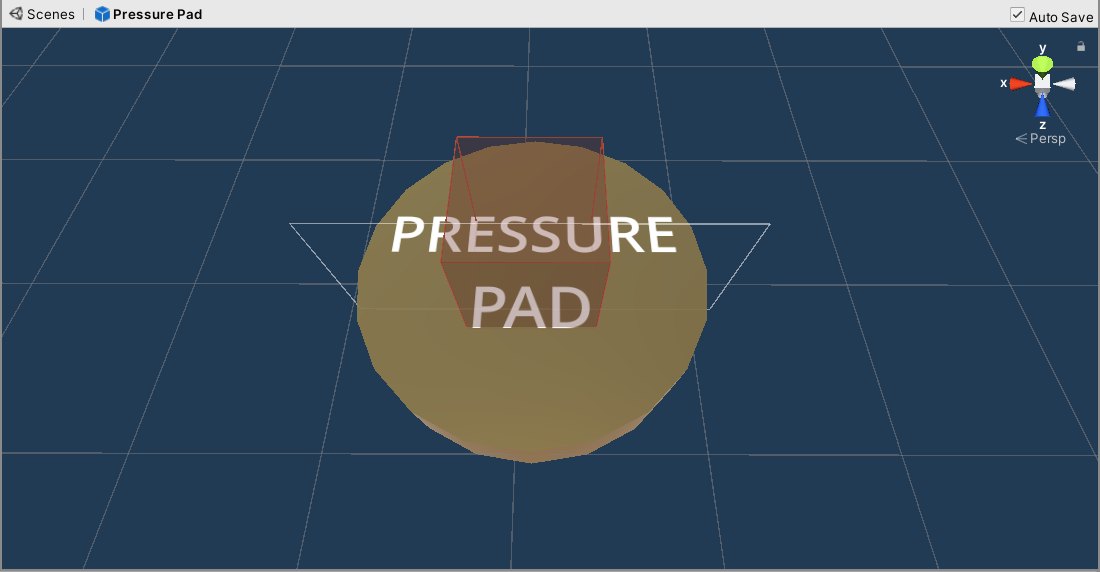 Scenes | Pressure Pad
Auto Save
y
x
z
Persp
PRESSURE
PAD